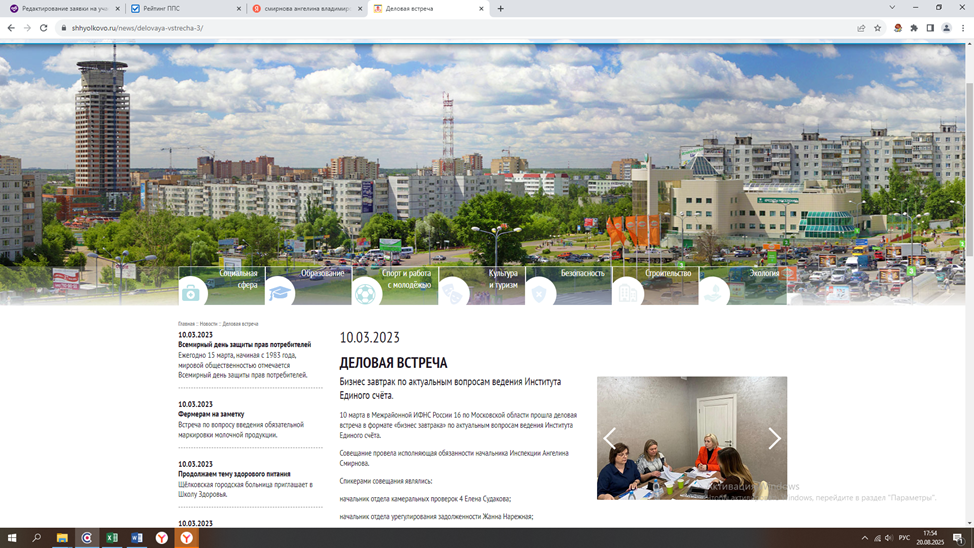 Редактирование заявки на уча
Рейтинг ППС
смирнова ангелина владимир
Деловая встреча
shhyolkovo.ru/news/delovaya-vstrecha-3/
Социальная
сфера
Образование
Спорт и работа
с молодёжью
Культура
и туризм
Безопасность
Строительство
Экология
Главная :: Новости :: Деловая встреча
10.03.2023
Всемирный день защиты прав потребителей
Ежегодно 15 марта, начиная с 1983 года,
мировой общественностью отмечается
Всемирный день защиты прав потребителей.
10.03.2023
Фермерам на заметку
Встреча по вопросу введения обязательной
маркировки молочной продукции.
10.03.2023
Продолжаем тему здорового питания
Щёлковская городская больница приглашает в
Школу Здоровья.
10.03.2023
10.03.2023
ДЕЛОВАЯ ВСТРЕЧА
Бизнес завтрак по актуальным вопросам ведения Института
Единого счёта.
10 марта в Межрайонной ИФНС России 16 по Московской области прошла деловая
встреча в формате «бизнес завтрака» по актуальным вопросам ведения Института
Единого счёта.
Совещание провела исполняющая обязанности начальника Инспекции Ангелина
Смирнова.
Спикерами совещания являлись:
начальник отдела камеральных проверок 4 Елена Судакова;
начальник отдела урегулирования задолженности Жанна Нарежная;
Активация Windows
Чтобы активировать Windows, перейдите в раздел "Параметры".
РУС
17:54
20.08.2025